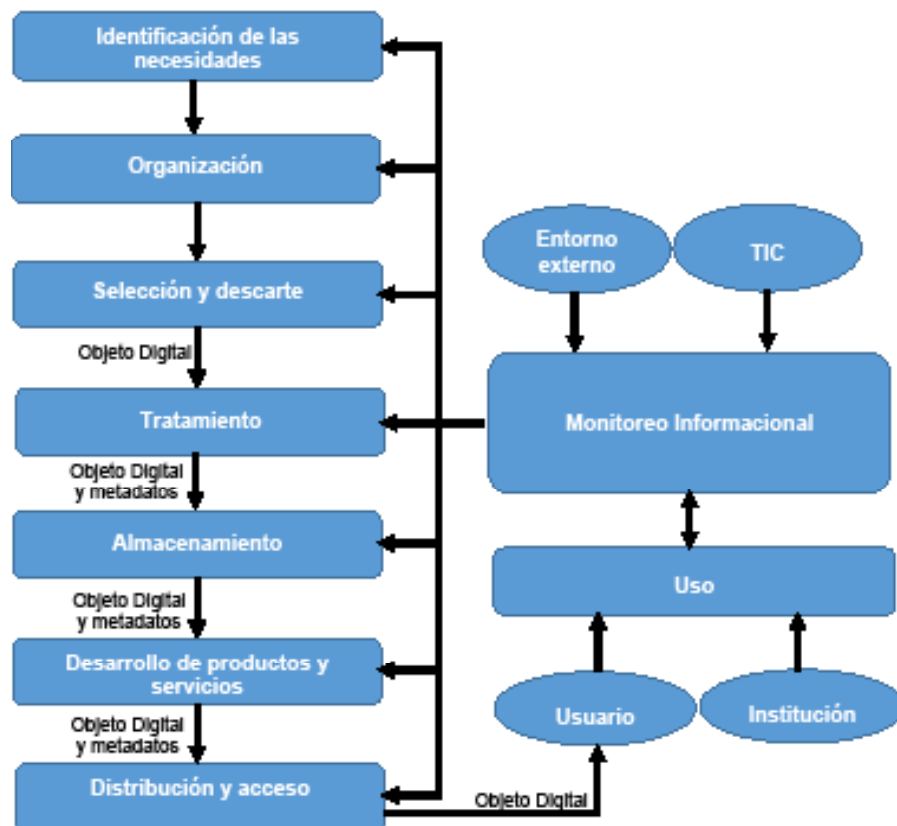 Identificación de las
necesidades
Organización
Selección y descarte
Objeto Digital
Tratamiento
Objeto Digital
y metadatos
Almacenamiento
Objeto Digital
y metadatos
Desarrollo de productos y
servicios
Objeto Digital
y metadatos
Distribución y acceso
Objeto Digital
Entorno
externo
TIC
Monitoreo Informacional
Uso
Usuario
Institución